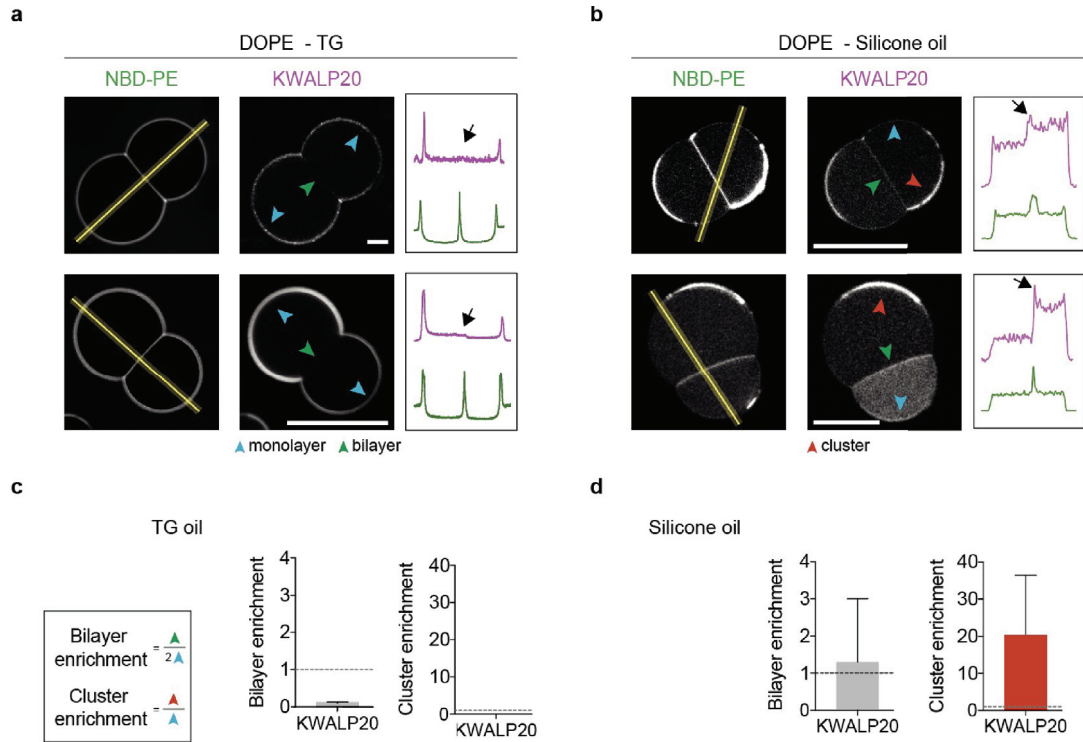 a
DOPE - TG
NBD-PE
KWALP20
monolayer
bilayer
b
DOPE - Silicone oil
NBD-PE
KWALP20
cluster
c
TG oil
Bilayer
enrichment
=
2
Cluster
enrichment
=
Bilayer enrichment
4
3
2
1
0
KWALP20
Cluster enrichment
40
30
20
10
0
KWALP20
d
Silicone oil
Bilayer enrichment
4
3
2
1
0
KWALP20
Cluster enrichment
40
30
20
10
0
KWALP20